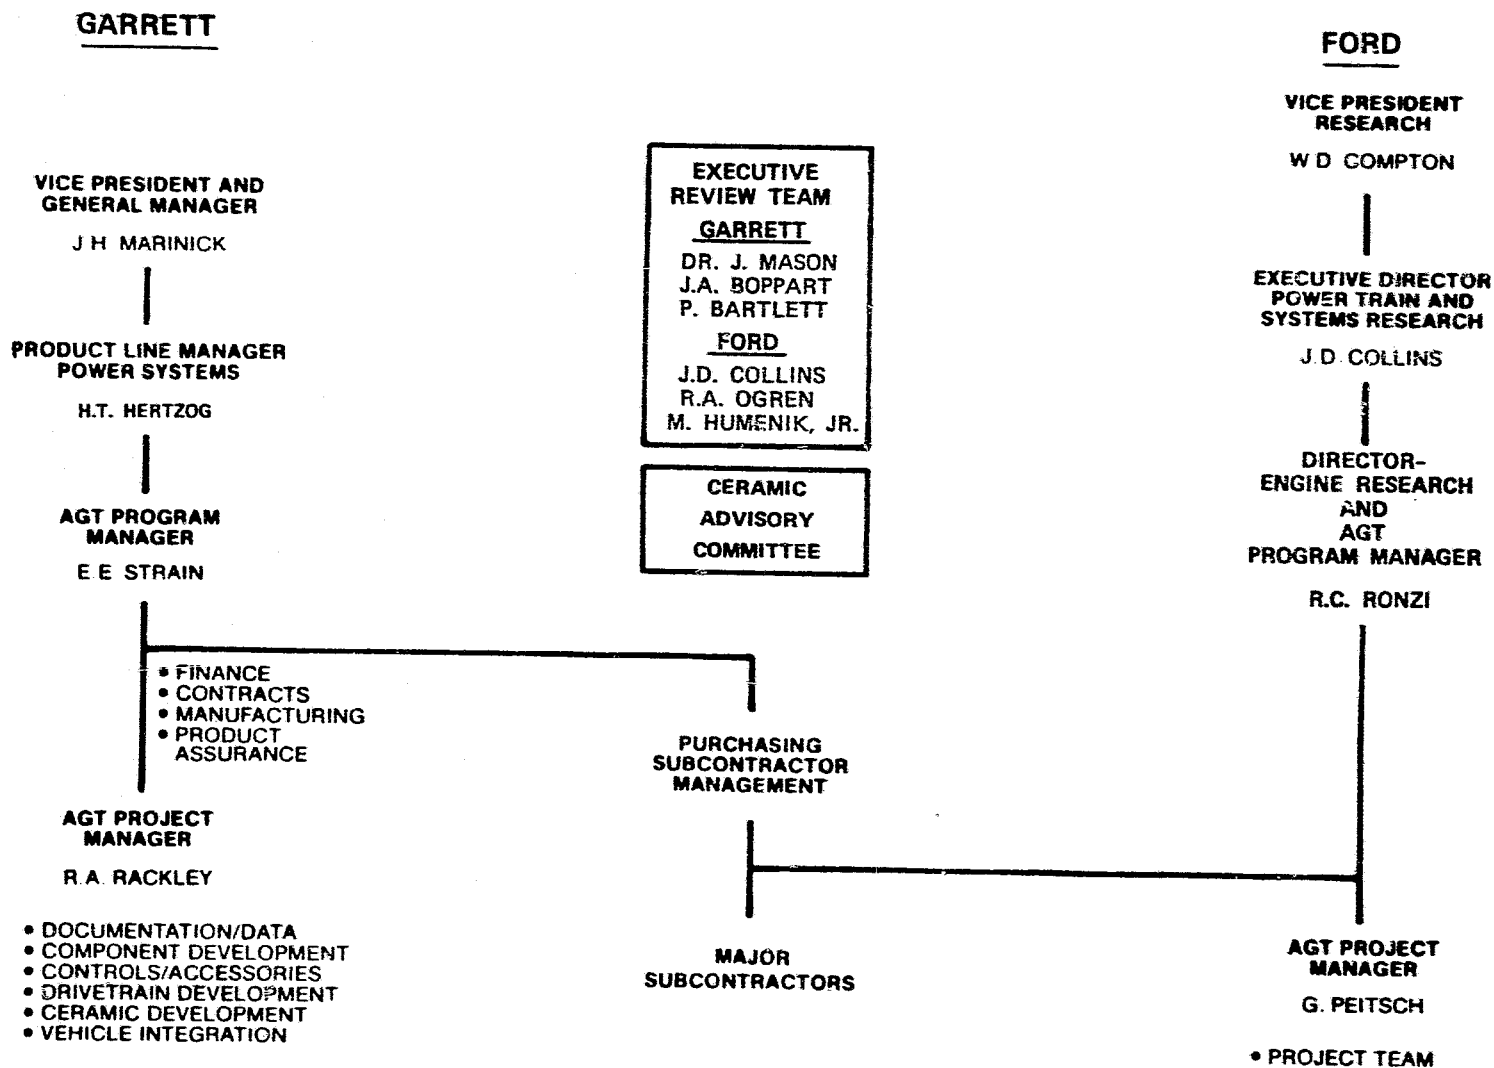 GARRETT
VICE PRESIDENT AND
GENERAL MANAGER
J H MARINICK
PRODUCT LINE MANAGER
POWER SYSTEMS
H.T. HERTZOG
AGT PROGRAM
MANAGER
E.E STRAIN
• FINANCE
• CONTRACTS
• MANUFACTURING
• PRODUCT
ASSURANCE
AGT PROJECT
MANAGER
R.A. RACKLEY
• DOCUMENTATION/DATA
• COMPONENT DEVELOPMENT
• CONTROLS/ACCESSORIES
• DRIVETRAIN DEVELOPMENT
• CERAMIC DEVELOPMENT
• VEHICLE INTEGRATION
EXECUTIVE
REVIEW TEAM
GARRETT
DR. J. MASON
J.A. BOPPART
P. BARTLETT
FORD
J.D. COLLINS
R.A. OGREN
M. HUMENIK, JR.
CERAMIC
ADVISORY
COMMITTEE
PURCHASING
SUBCONTRACTOR
MANAGEMENT
MAJOR
SUBCONTRACTORS
FORD
VICE PRESIDENT
RESEARCH
W D COMPTON
EXECUTIVE DIRECTOR
POWER TRAIN AND
SYSTEMS RESEARCH
J.D. COLLINS
DIRECTOR-
ENGINE RESEARCH
AND
AGT
PROGRAM MANAGER
R.C. RONZI
AGT PROJECT
MANAGER
G. PEITSCH
• PROJECT TEAM